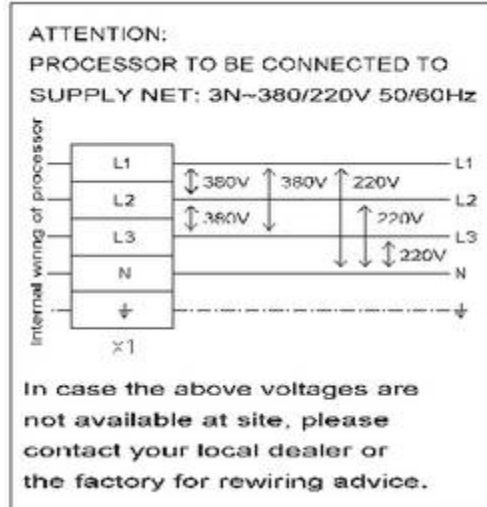 ATTENTION:
PROCESSOR TO BE CONNECTED TO
SUPPLY NET: 3N~380/220V 50/60Hz
Internal wiring of processor
L1 380V 380V 220V L1
L2 380V 220V L2
L3 220V L3
N N
x1
In case the above voltages are
not available at site, please
contact your local dealer or
the factory for rewiring advice.